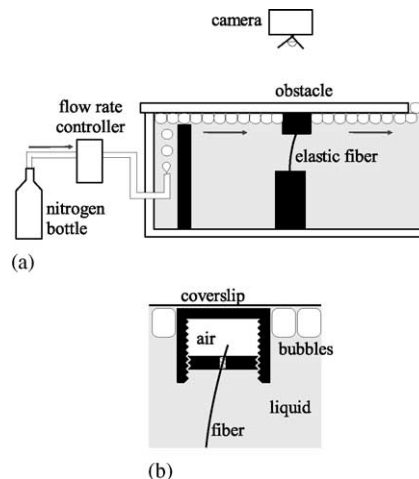 camera
obstacle
flow rate
controller
elastic fiber
nitrogen
bottle
(a)
coverslip
air
bubbles
liquid
fiber
(b)